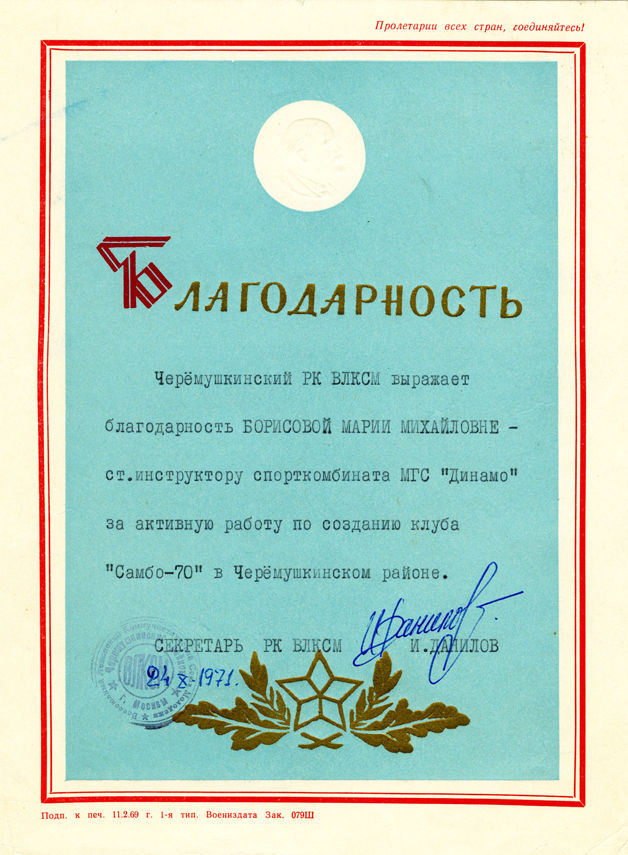 Пролетарии всех стран, соединяйтесь!
БЛАГОДАРНОСТЬ
Черёмушкинский РК ВЛКСМ выражает
благодарность БОРИСОВОЙ МАРИИ МИХАЙЛОВНЕ -
ст.инструктору спорткомбината МГС "Динамо"
за активную работу по созданию клуба
"Самбо-70" в Черёмушкинском районе.
СЕКРЕТАРЬ РК ВЛКСМ И.ДАНИЛОВ
24 X-1971.
ВЛКСМ
г. Москвы
Подп. к печ. 11.2.69 г. 1-я тип. Воениздата Зак. 079Ш